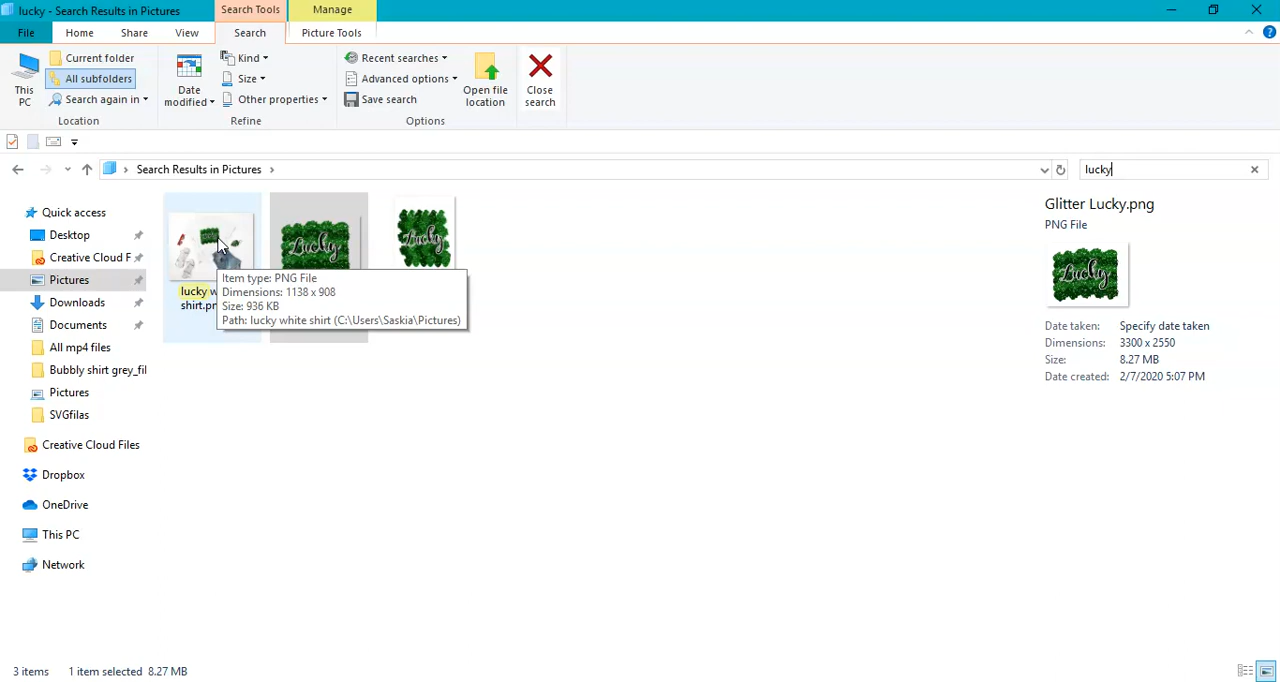 lucky - Search Results in Pictures
Search Tools
Manage
File
Home
Share
View
Search
Picture Tools
This PC
Current folder
All subfolders
Search again in
Location
Date modified
Kind
Size
Other properties
Refine
Recent searches
Advanced options
Save search
Options
Open file location
Close search
Search Results in Pictures
lucky
Quick access
Desktop
Creative Cloud F
Pictures
Downloads
Documents
All mp4 files
Bubbly shirt grey_fil
Pictures
SVGfilas
Creative Cloud Files
Dropbox
OneDrive
This PC
Network
Lucky
Lucky
lucky w
shirt.pn
Item type: PNG File
Dimensions: 1138 x 908
Size: 936 KB
Path: lucky white shirt (C:\Users\Saskia\Pictures)
Glitter Lucky.png
PNG File
Lucky
Date taken: Specify date taken
Dimensions: 3300 x 2550
Size: 8.27 MB
Date created: 2/7/2020 5:07 PM
3 items 1 item selected 8.27 MB